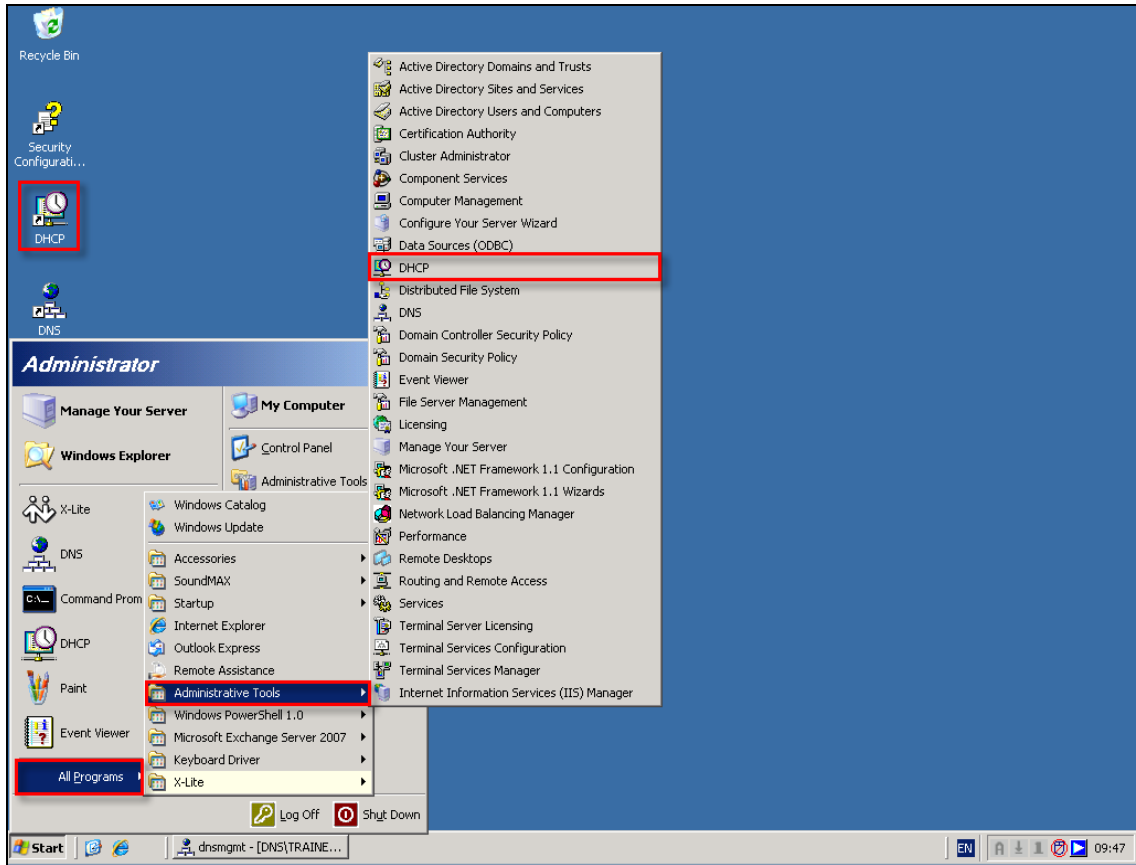 Recycle Bin
Security
Configurati...
DHCP
DNS
Administrator
Manage Your Server
Windows Explorer
X-Lite
DNS
Command Prom
DHCP
Paint
Event Viewer
All Programs
My Computer
Control Panel
Administrative Tools
Windows Catalog
Windows Update
Accessories
SoundMAX
Startup
Internet Explorer
Outlook Express
Remote Assistance
Administrative Tools
Windows PowerShell 1.0
Microsoft Exchange Server 2007
Keyboard Driver
X-Lite
Active Directory Domains and Trusts
Active Directory Sites and Services
Active Directory Users and Computers
Certification Authority
Cluster Administrator
Component Services
Computer Management
Configure Your Server Wizard
Data Sources (ODBC)
DHCP
Distributed File System
DNS
Domain Controller Security Policy
Domain Security Policy
Event Viewer
File Server Management
Licensing
Manage Your Server
Microsoft .NET Framework 1.1 Configuration
Microsoft .NET Framework 1.1 Wizards
Network Load Balancing Manager
Performance
Remote Desktops
Routing and Remote Access
Services
Terminal Server Licensing
Terminal Services Configuration
Terminal Services Manager
Internet Information Services (IIS) Manager
Log Off
Shut Down
Start
dnsmgmt - [DNS\TRAINE...
EN
09:47